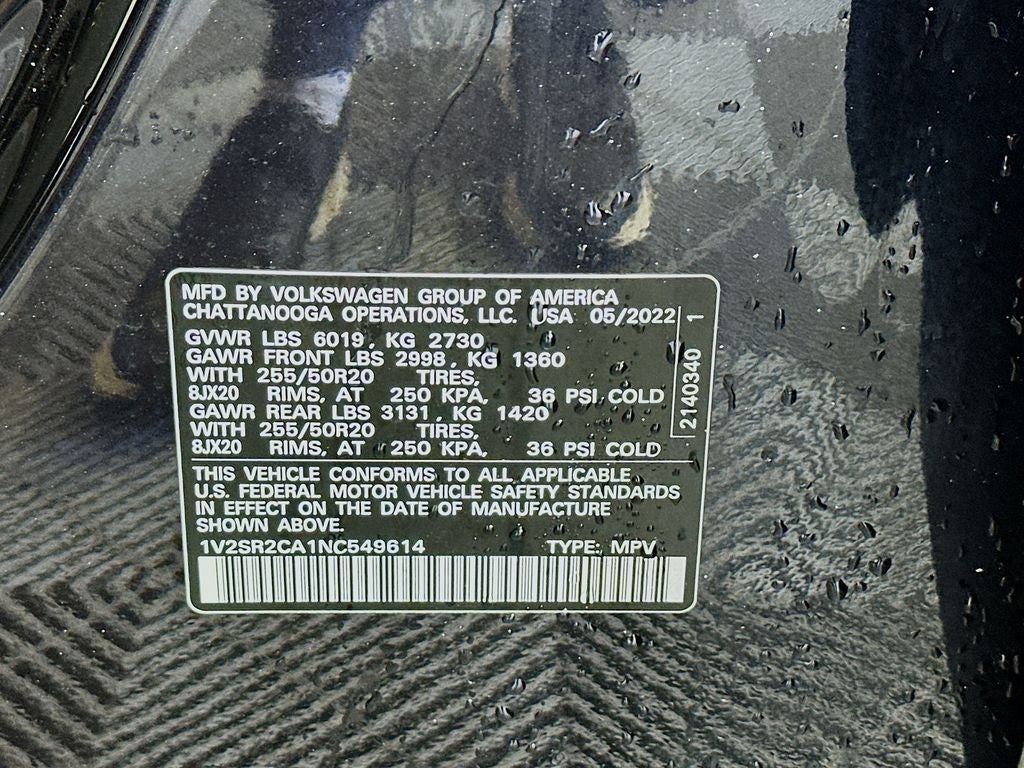 MFD BY VOLKSWAGEN GROUP OF AMERICA
CHATTANOOGA OPERATIONS, LLC. USA 05/2022
GVWR LBS 6019, KG 2730
GAWR FRONT LBS 2998, KG 1360
WITH 255/50R20 TIRES,
8JX20 RIMS, AT 250 KPA, 36 PSI COLD
GAWR REAR LBS 3131, KG 1420
WITH 255/50R20 TIRES,
8JX20 RIMS, AT 250 KPA, 36 PSI COLD
2140340 1
THIS VEHICLE CONFORMS TO ALL APPLICABLE
U.S. FEDERAL MOTOR VEHICLE SAFETY STANDARDS
IN EFFECT ON THE DATE OF MANUFACTURE
SHOWN ABOVE.
1V2SR2CA1NC549614 TYPE: MPV